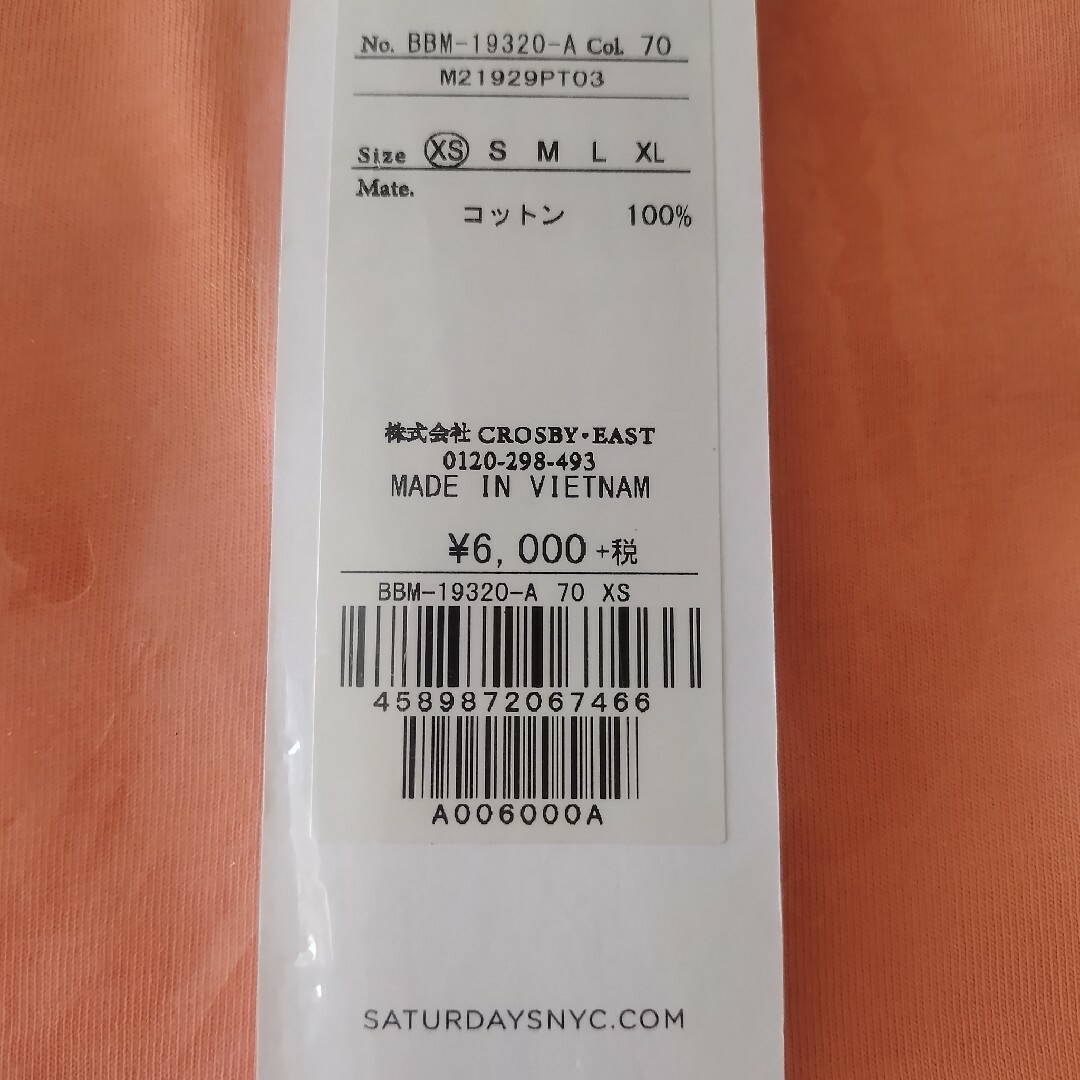 No. BBM-19320-A Col. 70
M21929PT03
Size XS S M L XL
Mate.
コットン 100%
株式会社 CROSBY・EAST
0120-298-493
MADE IN VIETNAM
¥6,000 +税
BBM-19320-A 70 XS
4589872067466
A006000A
SATURDAYSNYC.COM